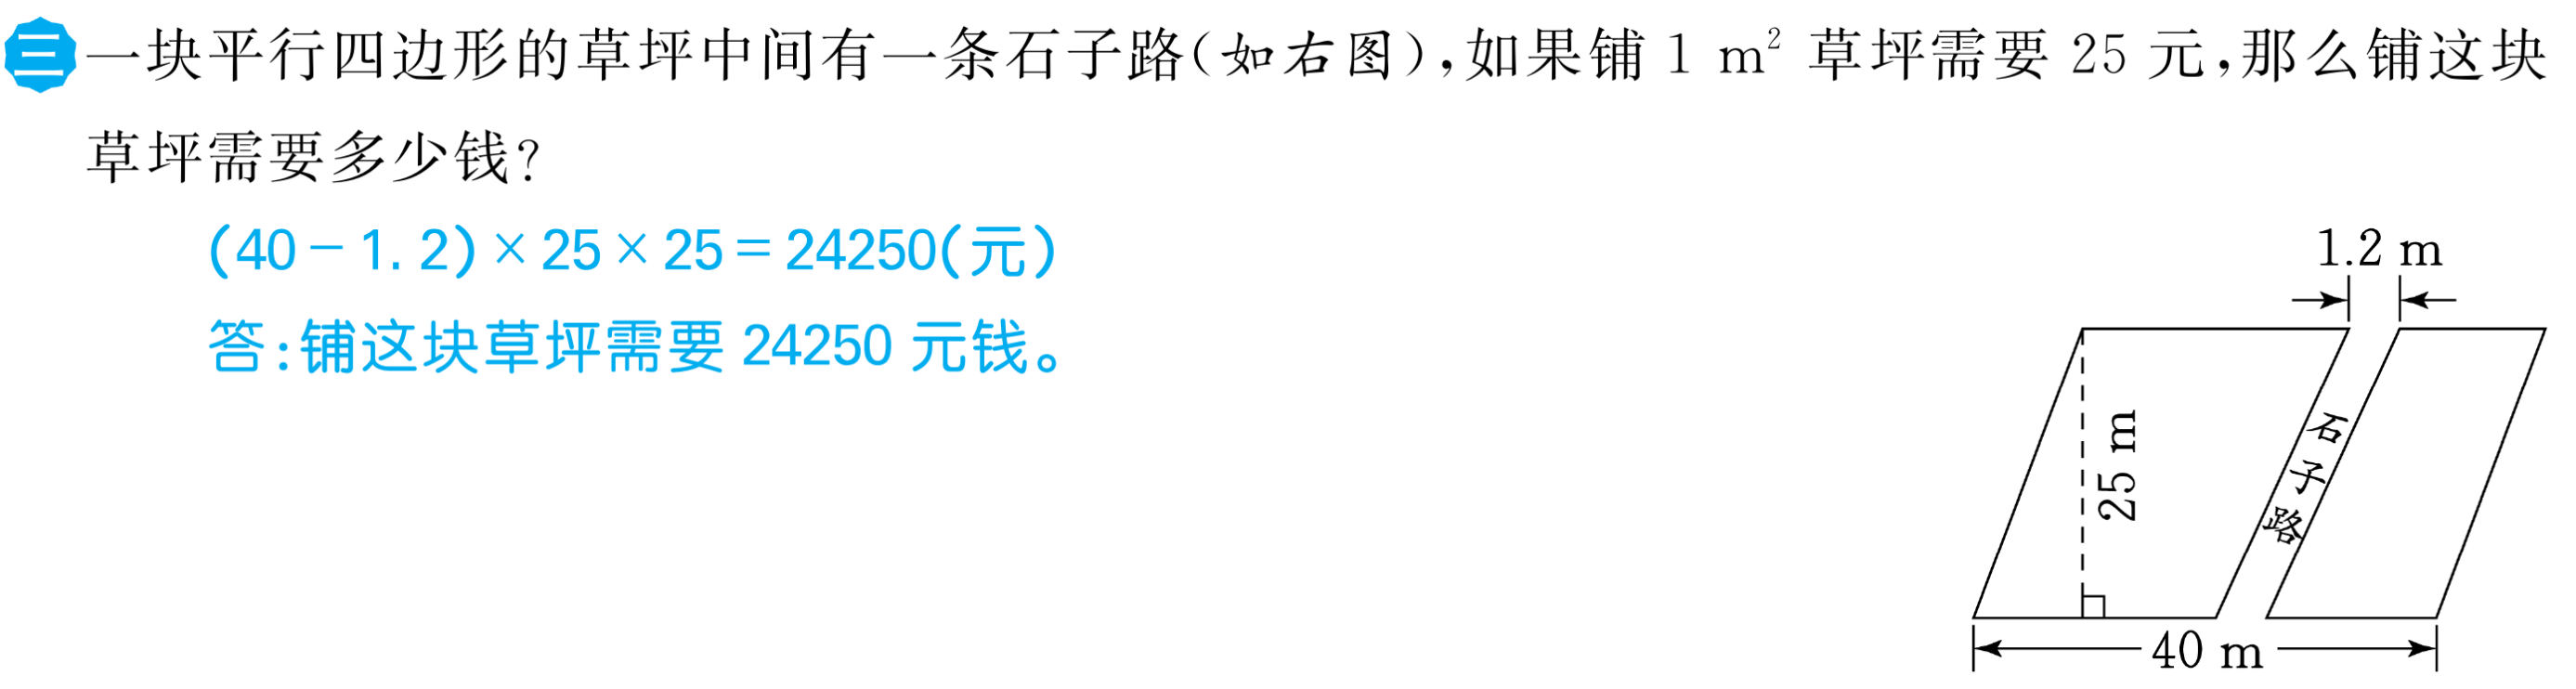 三 一块平行四边形的草坪中间有一条石子路(如右图),如果铺 1 m² 草坪需要 25 元,那么铺这块
草坪需要多少钱?
(40-1.2)×25×25=24250(元)
答:铺这块草坪需要 24250 元钱。
1.2 m
25 m
石子路
40 m